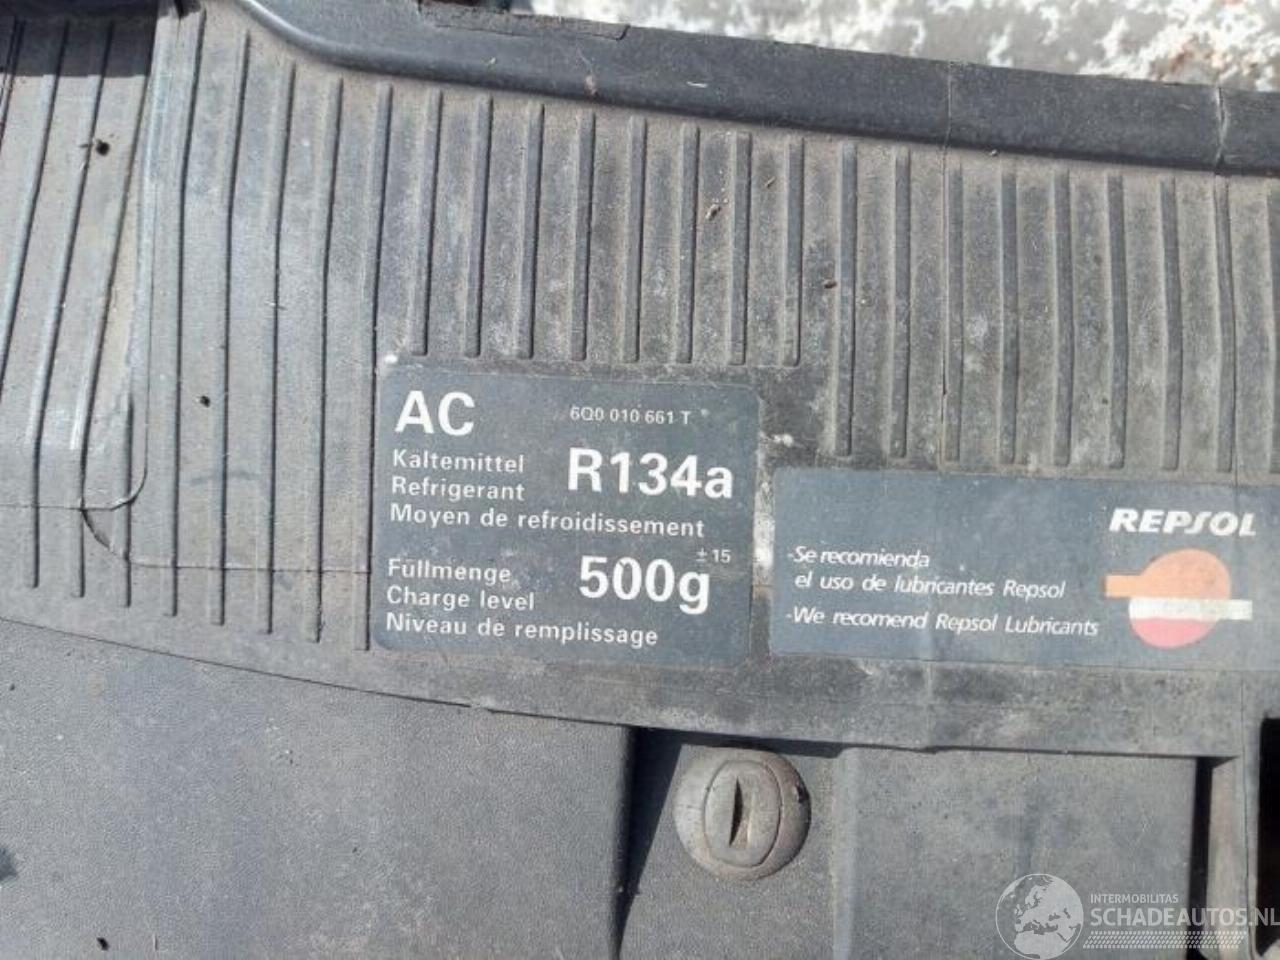 AC 6Q0 010 661 T
Kaltemittel R134a
Refrigerant
Moyen de refroidissement
Füllmenge 500g ±15
Charge level
Niveau de remplissage
REPSOL
-Se recomienda
el uso de lubricantes Repsol
-We recomend Repsol Lubricants
INTERMOBILITAS
SCHADEAUTOS.NL